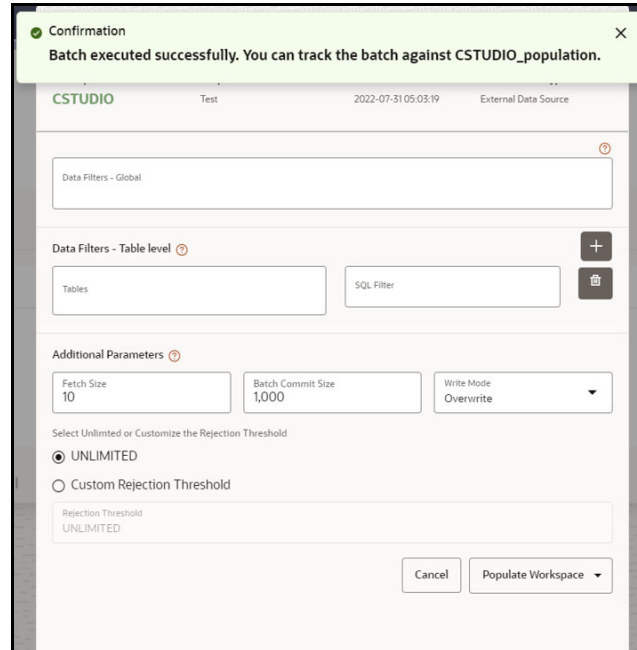 Confirmation
Batch executed successfully. You can track the batch against CSTUDIO_population.
CSTUDIO Test 2022-07-31 05:03:19 External Data Source
Data Filters - Global
Data Filters - Table level
Tables SQL Filter
Additional Parameters
Fetch Size Batch Commit Size Write Mode
10 1,000 Overwrite
Select Unlimted or Customize the Rejection Threshold
UNLIMITED
Custom Rejection Threshold
Rejection Threshold
UNLIMITED
Cancel Populate Workspace